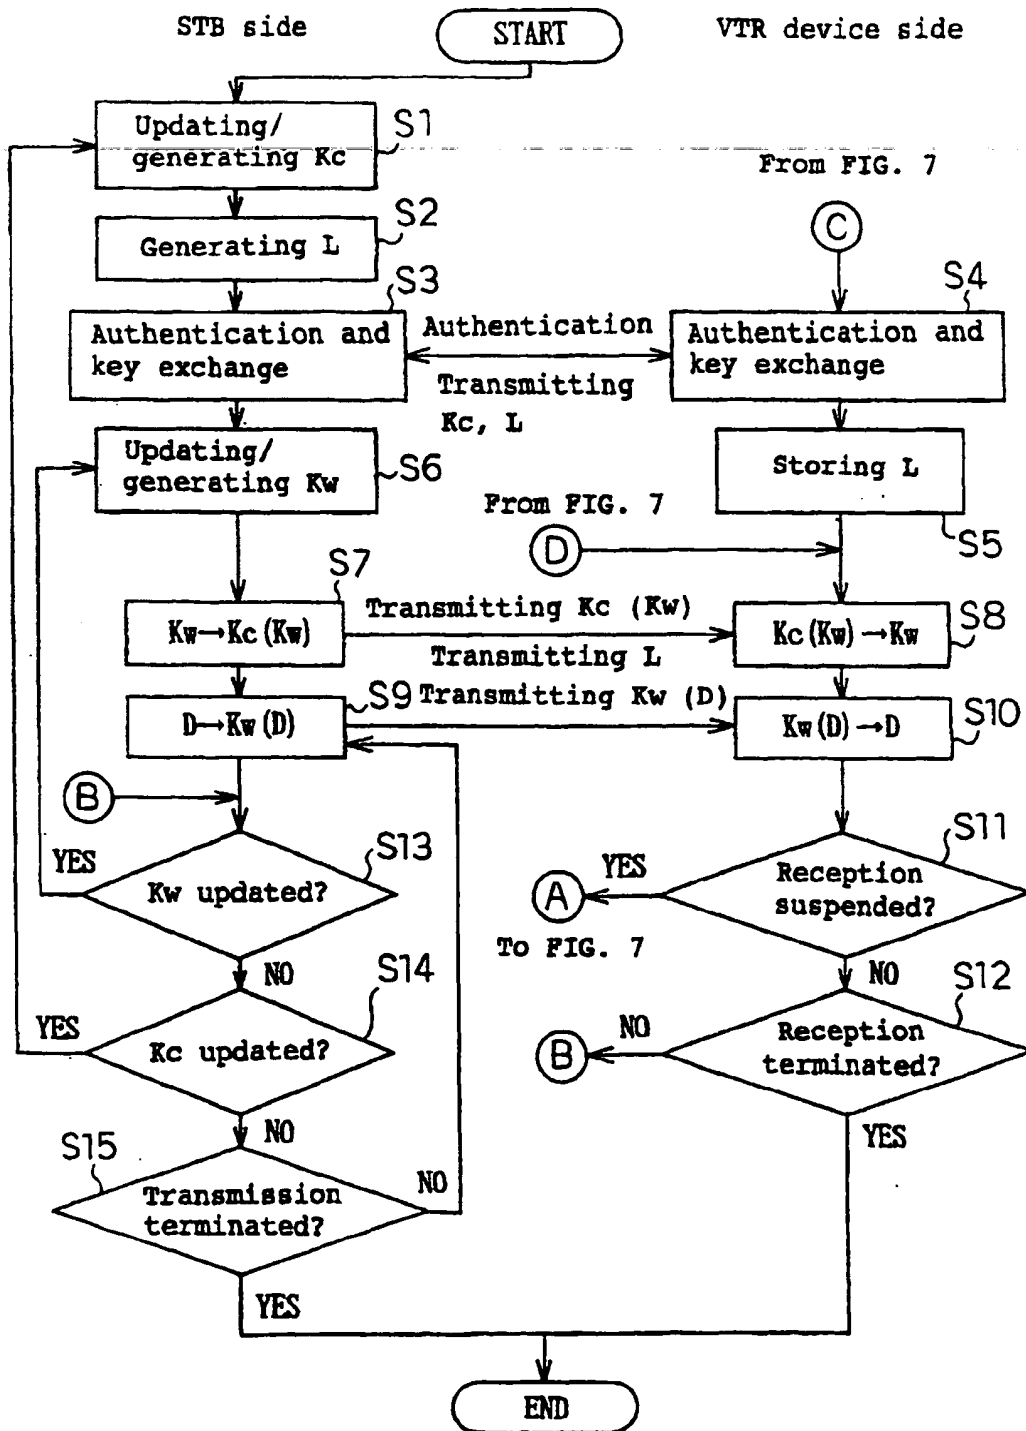 STB side
START
VTR device side
Updating/
generating Kc
S1
From FIG. 7
S2
Generating L
C
S3
S4
Authentication and
key exchange
Authentication
Transmitting
Kc, L
Authentication and
key exchange
Updating/
generating Kw
S6
Storing L
From FIG. 7
S5
D
S7
Kw→Kc(Kw)
Transmitting Kc (Kw)
Transmitting L
Kc(Kw)→Kw
S8
S9
Transmitting Kw (D)
D→Kw(D)
Kw(D)→D
S10
B
S13
S11
YES
Kw updated?
YES
A
Reception
suspended?
To FIG. 7
NO
S14
NO
S12
YES
Kc updated?
NO
B
Reception
terminated?
NO
YES
S15
Transmission
terminated?
NO
YES
END